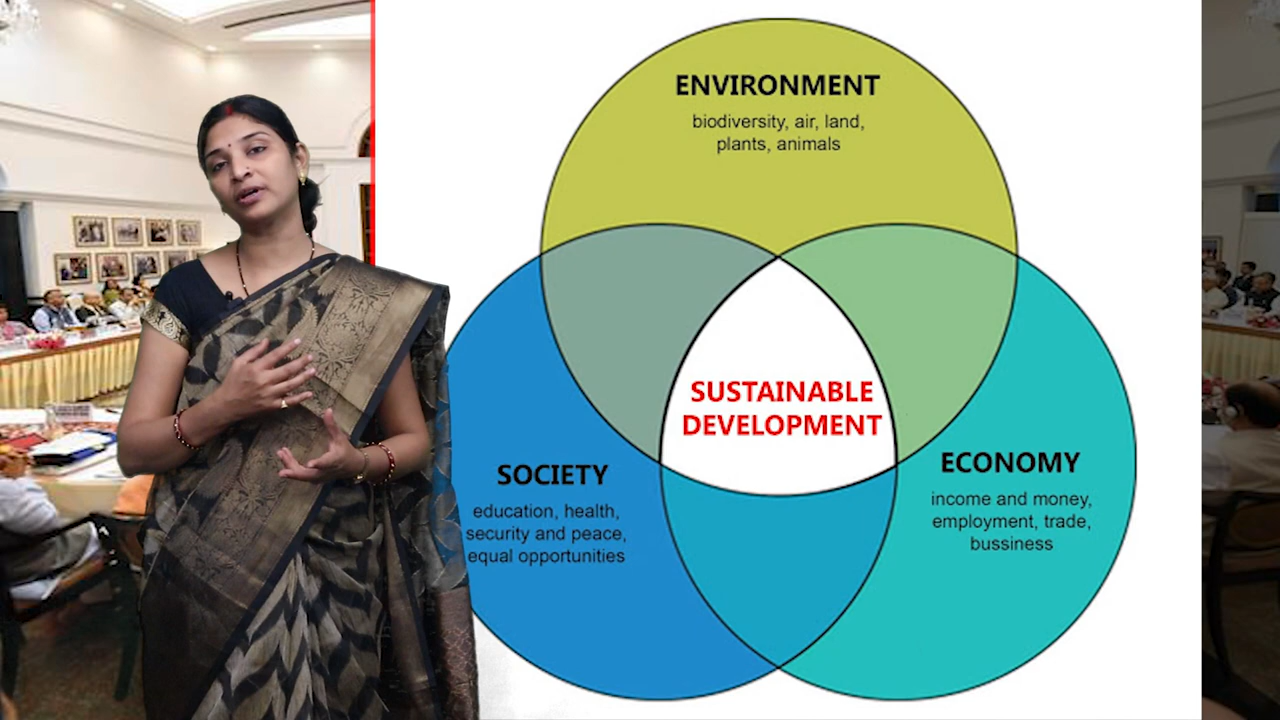 ENVIRONMENT
biodiversity, air, land,
plants, animals
SUSTAINABLE
DEVELOPMENT
SOCIETY
education, health,
security and peace,
equal opportunities
ECONOMY
income and money,
employment, trade,
bussiness